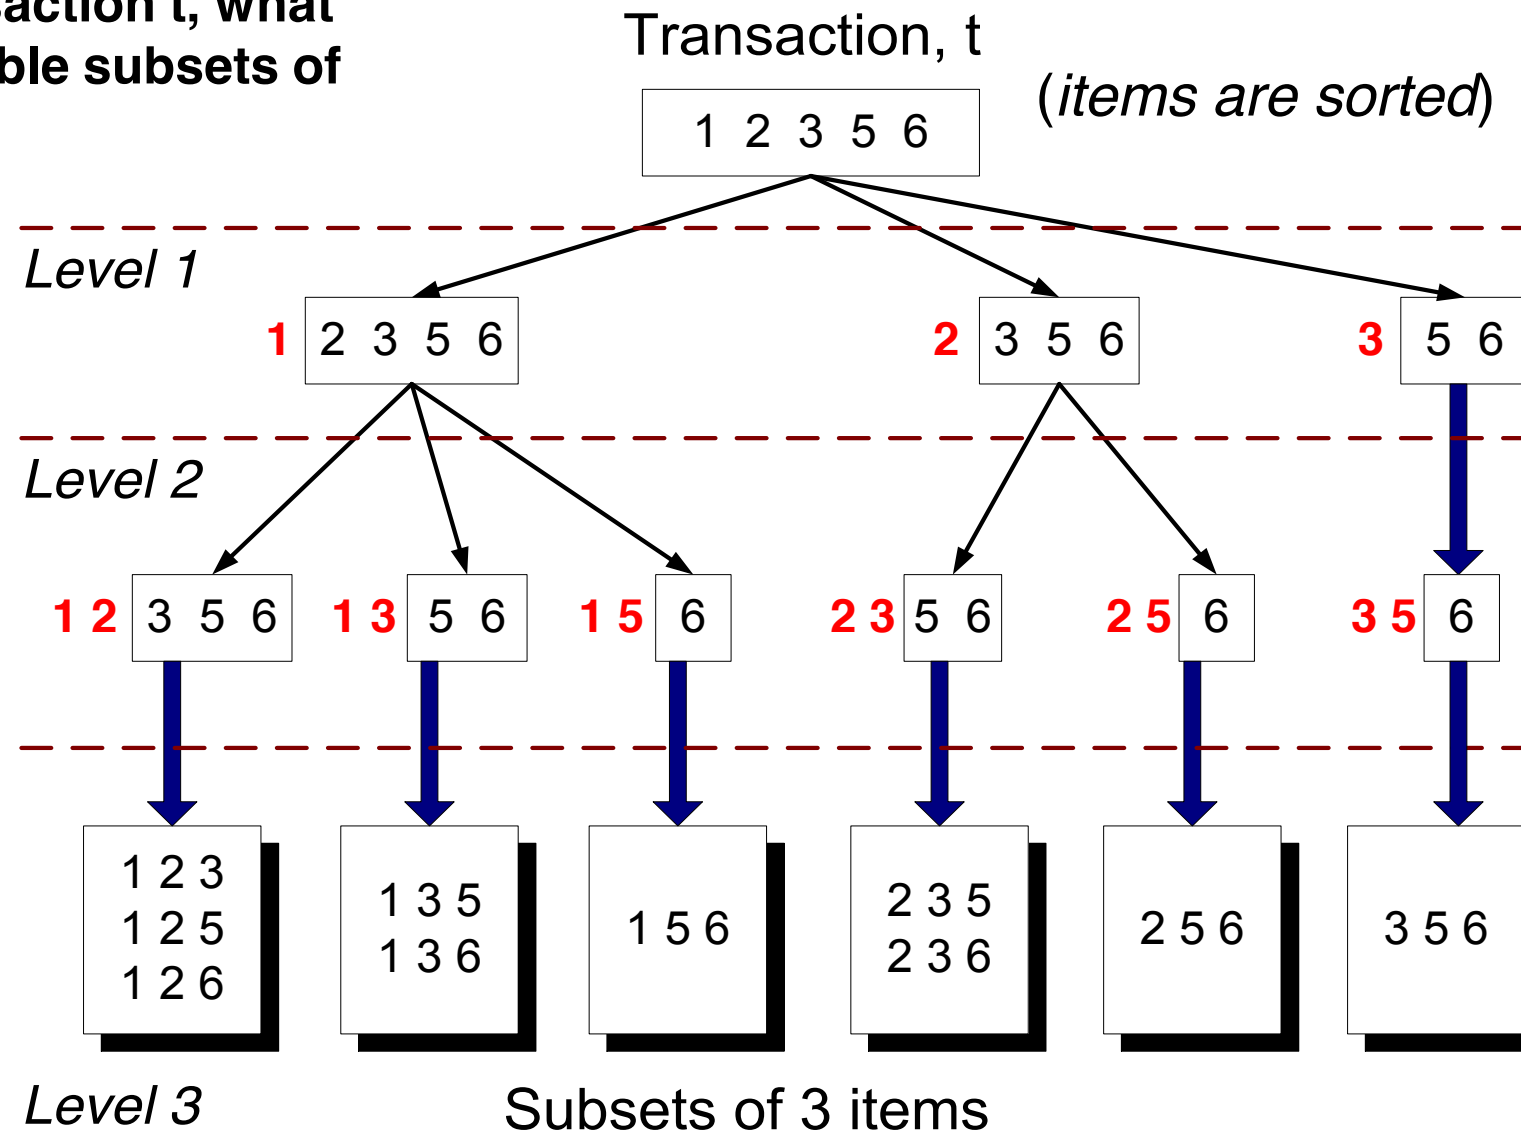 saction t, what
ble subsets of
Transaction, t
(items are sorted)
1 2 3 5 6
Level 1
1 2 3 5 6
2 3 5 6
3 5 6
Level 2
1 2 3 5 6
1 3 5 6
1 5 6
2 3 5 6
2 5 6
3 5 6
1 2 3
1 2 5
1 2 6
1 3 5
1 3 6
1 5 6
2 3 5
2 3 6
2 5 6
3 5 6
Level 3
Subsets of 3 items